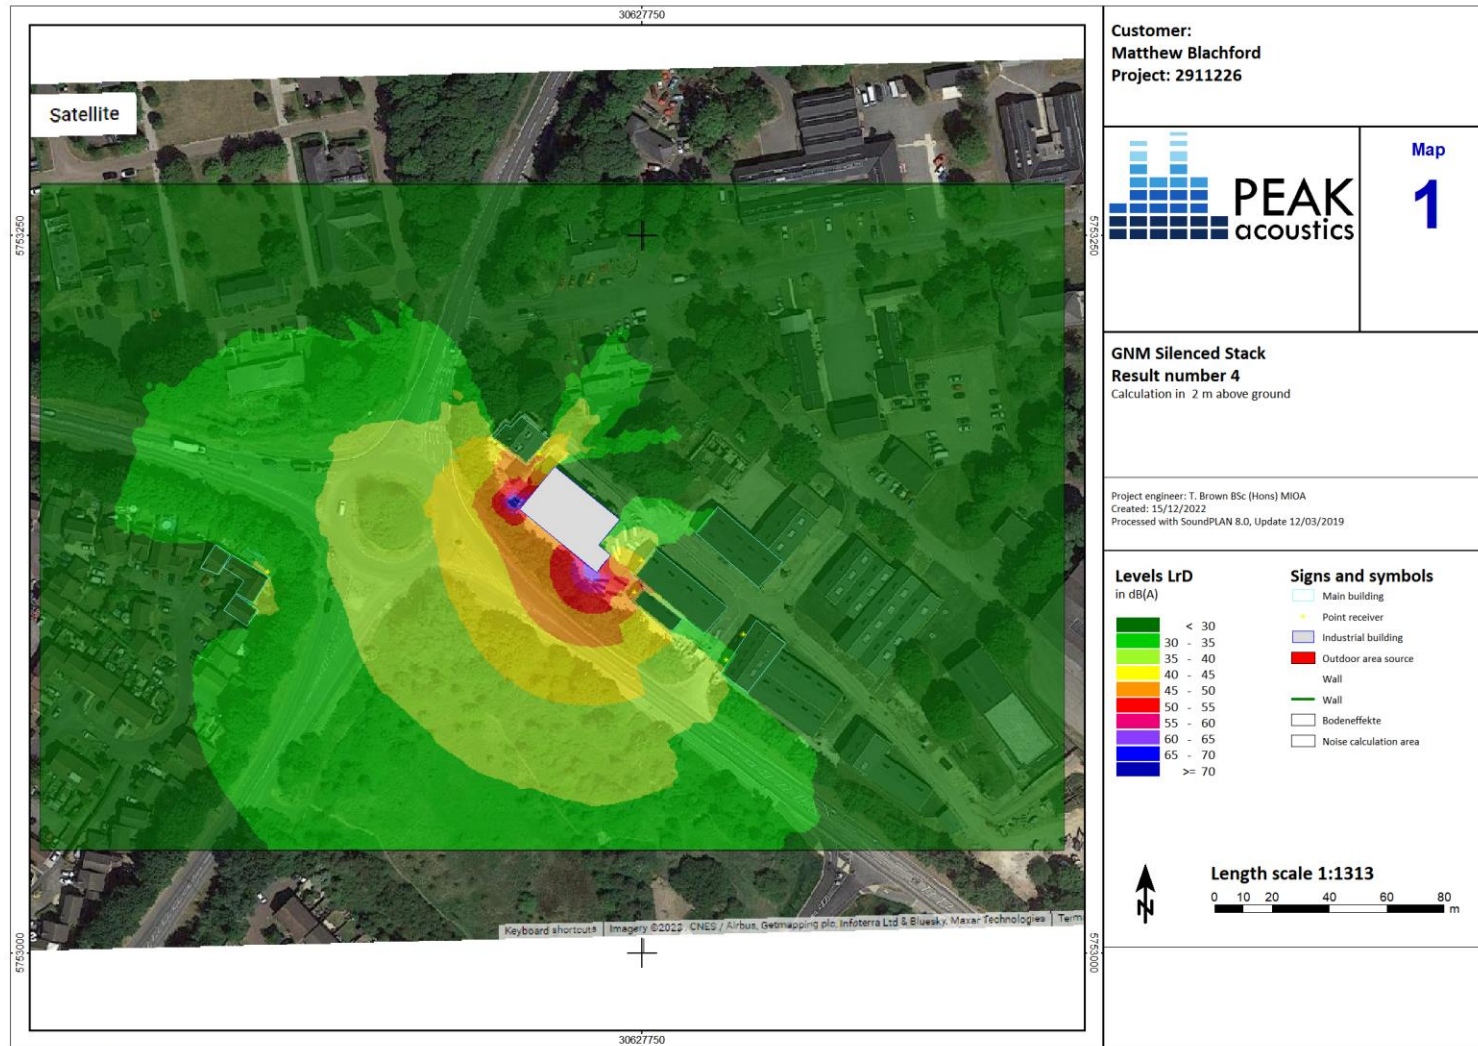 30627750
Customer:
Matthew Blachford
Project: 2911226
Satellite
PEAK
acoustics
Map
1
5753250
5753250
GNM Silenced Stack
Result number 4
Calculation in 2 m above ground
Project engineer: T. Brown BSc (Hons) MIOA
Created: 15/12/2022
Processed with SoundPLAN 8.0, Update 12/03/2019
Levels LrD
in dB(A)
< 30
30 - 35
35 - 40
40 - 45
45 - 50
50 - 55
55 - 60
60 - 65
65 - 70
>= 70
Signs and symbols
Main building
Point receiver
Industrial building
Outdoor area source
Wall
Wall
Bodeneffekte
Noise calculation area
N
Length scale 1:1313
0 10 20 40 60 80
m
Keyboard shortcuts Imagery ©2022, CNES / Airbus, Getmapping plc, Infoterra Ltd & Bluesky, Maxar Technologies Term
5753000
5753000
30627750